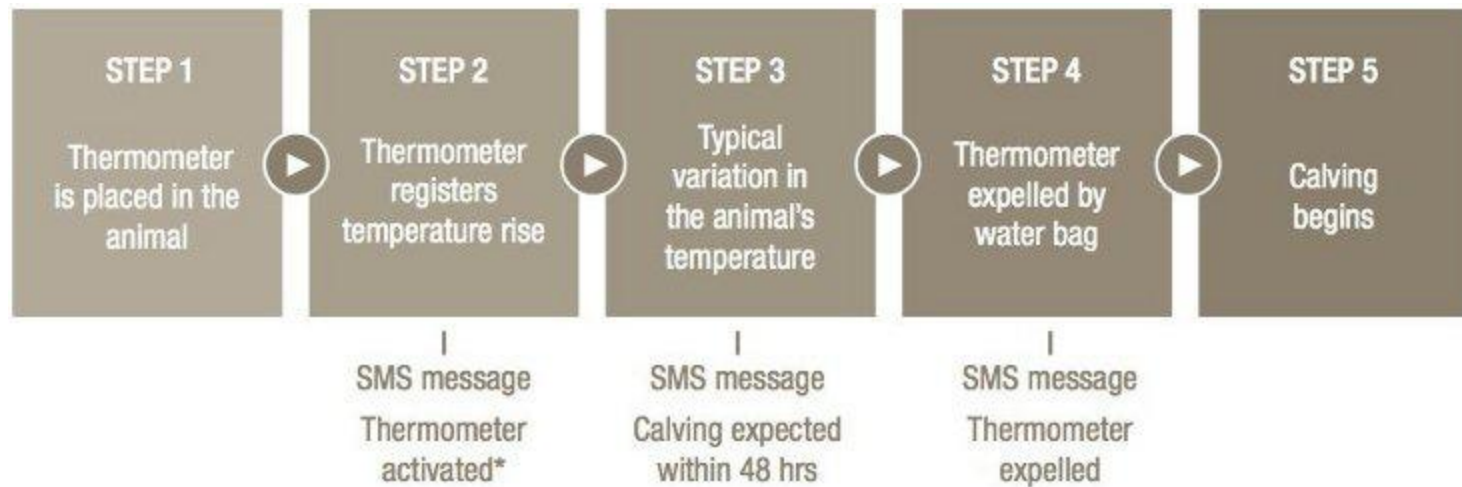 STEP 1
Thermometer
is placed in the
animal
STEP 2
Thermometer
registers
temperature rise
STEP 3
Typical
variation in
the animal's
temperature
STEP 4
Thermometer
expelled by
water bag
STEP 5
Calving
begins
SMS message
Thermometer
activated*
SMS message
Calving expected
within 48 hrs
SMS message
Thermometer
expelled